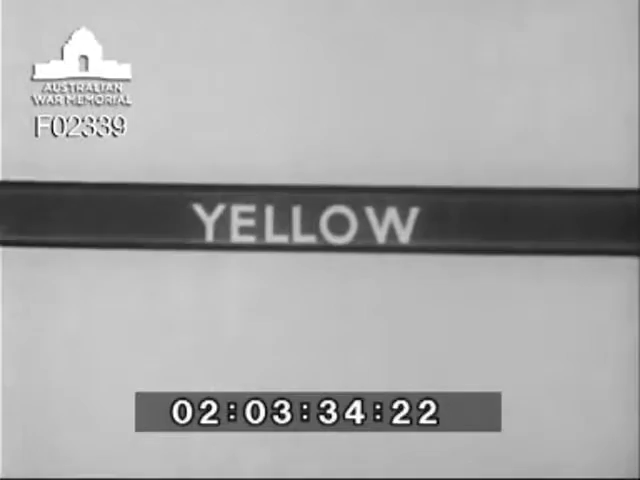 AUSTRALIAN
WAR MEMORIAL
F02339
YELLOW
02:03:34:22